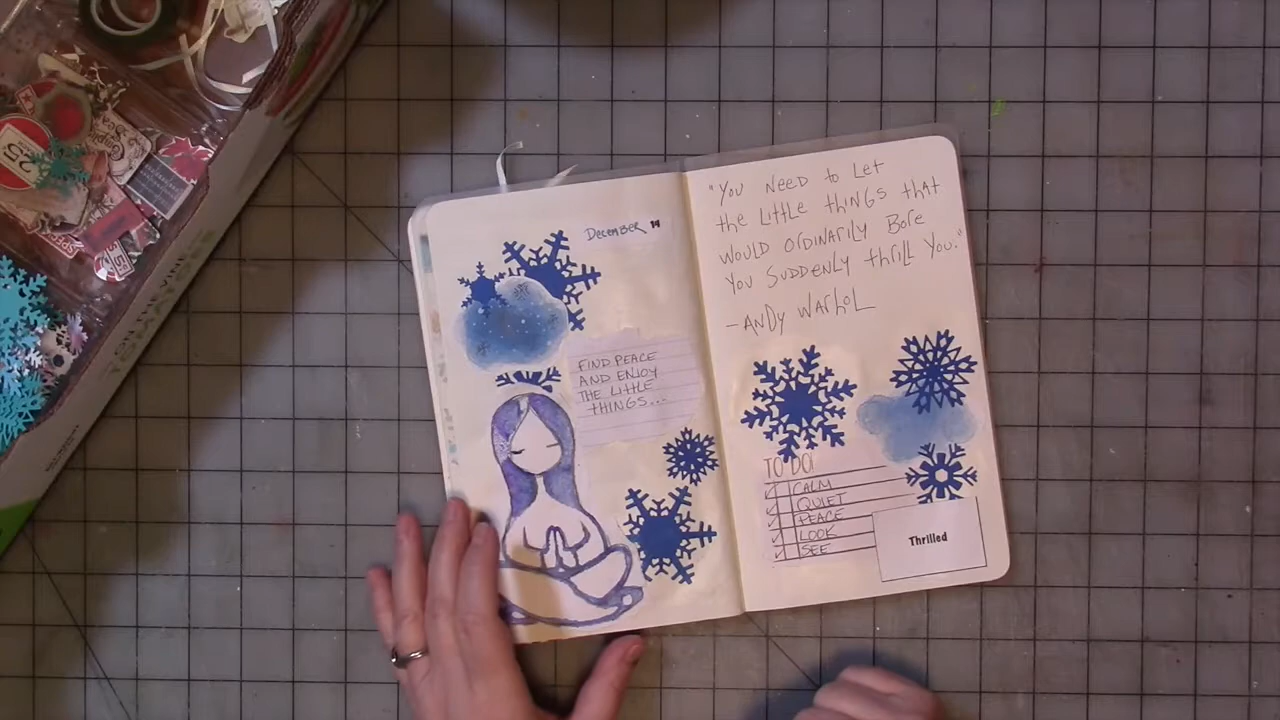 December 14
FIND PEACE
AND ENJOY
THE LITTLE
THINGS...
"YOU NEED to LET
the LittLE thINGS that
WOULD ORDINARILY BORE
YOU SUDDENLY thRILL YOU."
-ANDY WARhOL
TO DO!
CALM
QUIET
PEACE
LOOK
SEE
Thrilled
25